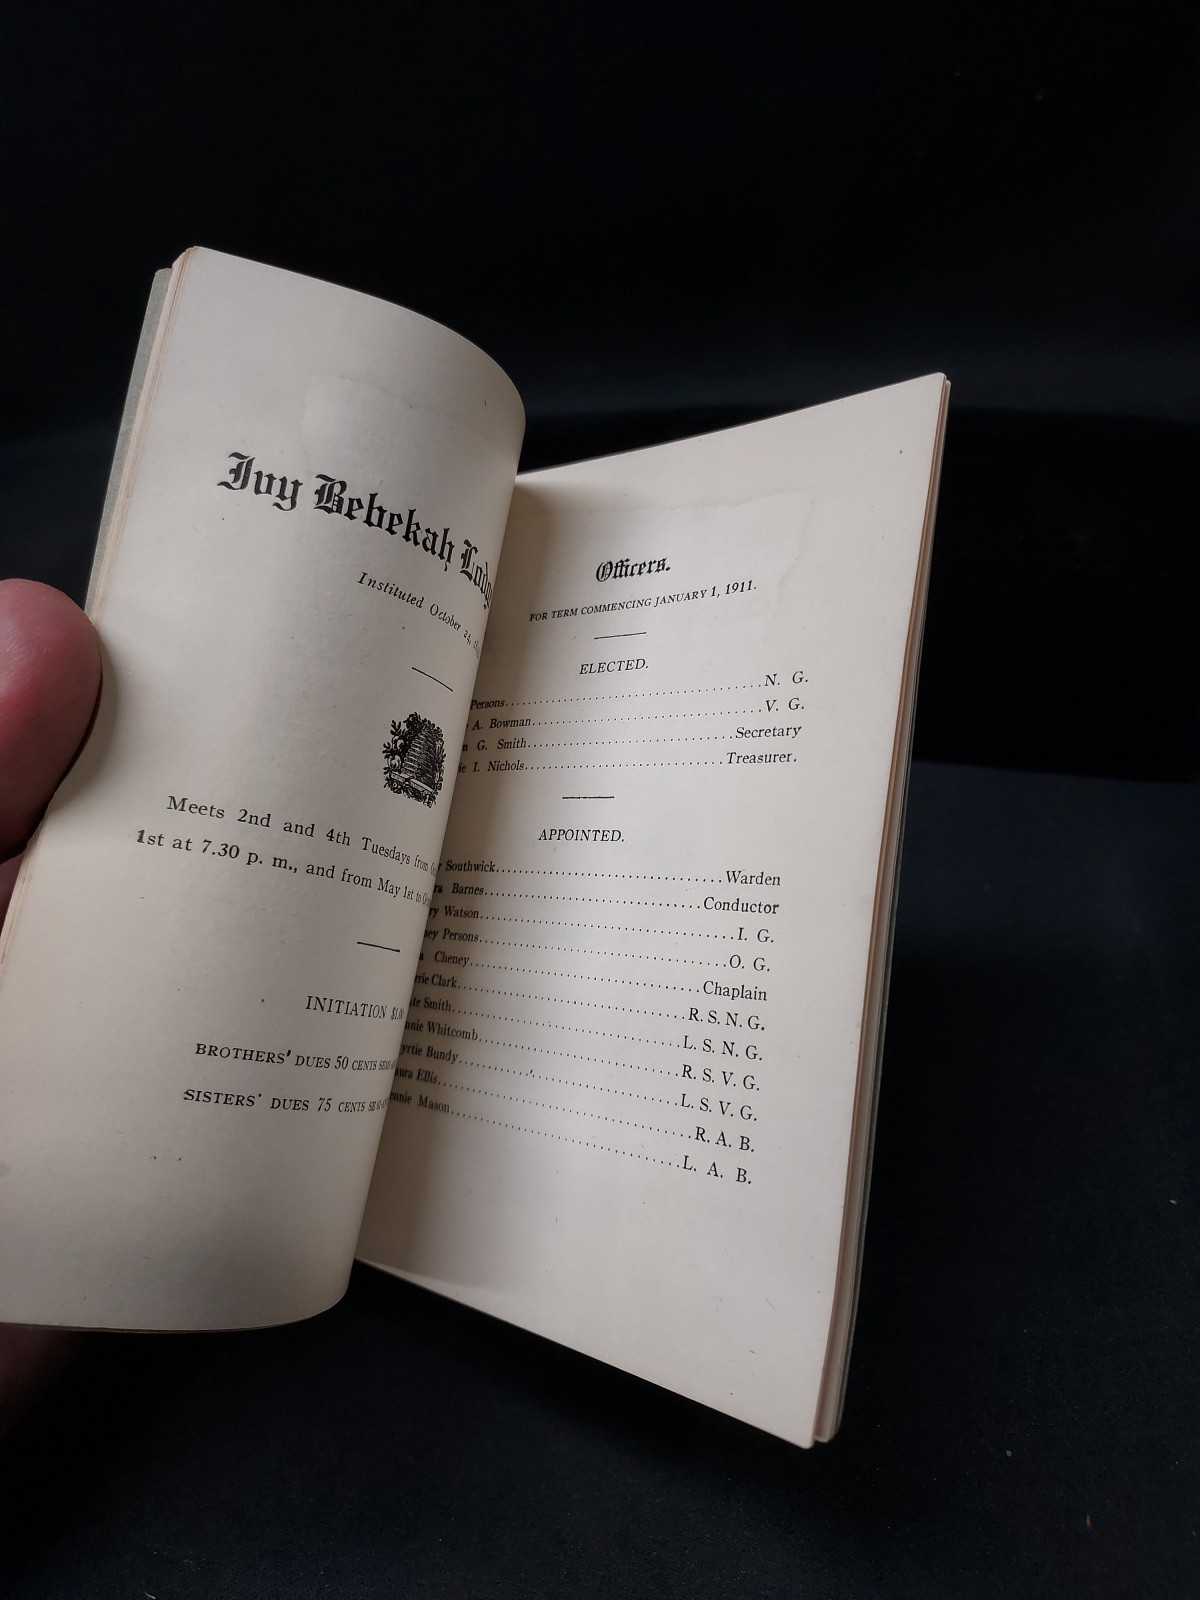 Ivy Bebekah
Instituted October 24,
Meets 2nd and 4th Tuesdays from
1st at 7.30 p. m., and from May 1st to
INITIATION
BROTHERS' DUES 50 CENTS
SISTERS' DUES 75 CENTS
Officers.
FOR TERM COMMENCING JANUARY 1, 1911.
ELECTED.
Persons N. G.
A. Bowman V. G.
G. Smith Secretary
I. Nichols Treasurer.
APPOINTED.
Southwick Warden
Barnes Conductor
Watson I. G.
Persons O. G.
Cheney Chaplain
Clark R. S. N. G.
Smith L. S. N. G.
Whitcomb R. S. V. G.
Bundy L. S. V. G.
Ellis R. A. B.
Mason L. A. B.